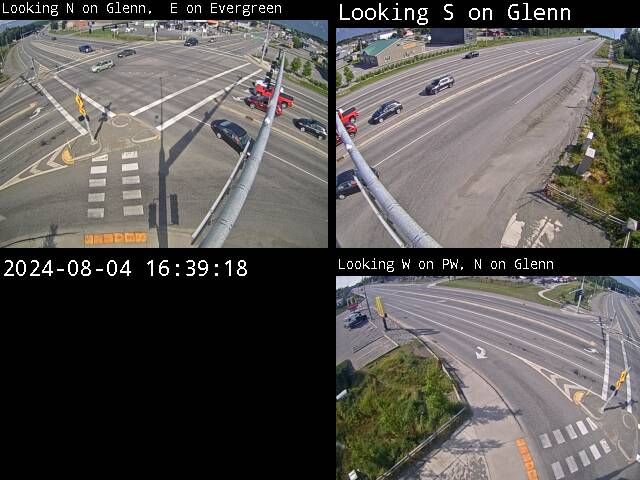 Looking N on Glenn,  E on Evergreen
Looking S on Glenn
2024-08-04 16:39:18
Looking W on PW, N on Glenn